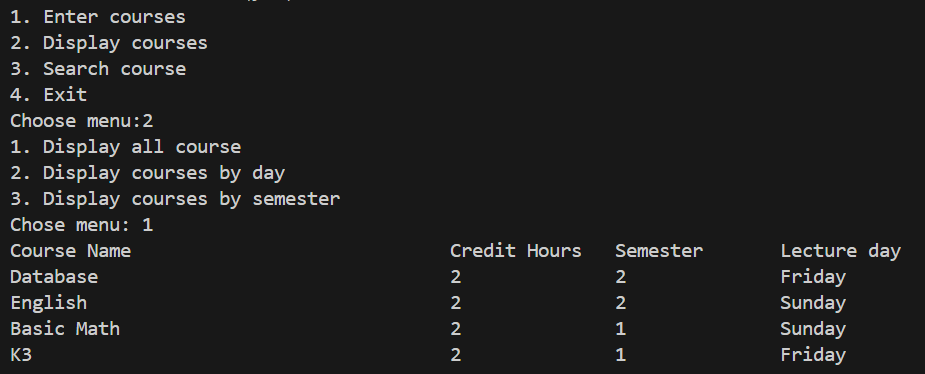 1. Enter courses
2. Display courses
3. Search course
4. Exit
Choose menu:2
1. Display all course
2. Display courses by day
3. Display courses by semester
Chose menu: 1
Course Name Credit Hours Semester Lecture day
Database 2 2 Friday
English 2 2 Sunday
Basic Math 2 1 Sunday
K3 2 1 Friday